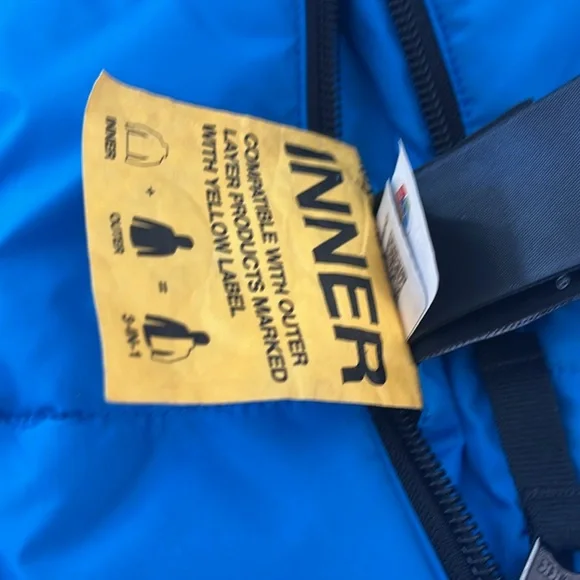 INNER
COMPATIBLE WITH OUTER
LAYER PRODUCTS MARKED
WITH YELLOW LABEL
INNER
+
OUTER
=
3-IN-1